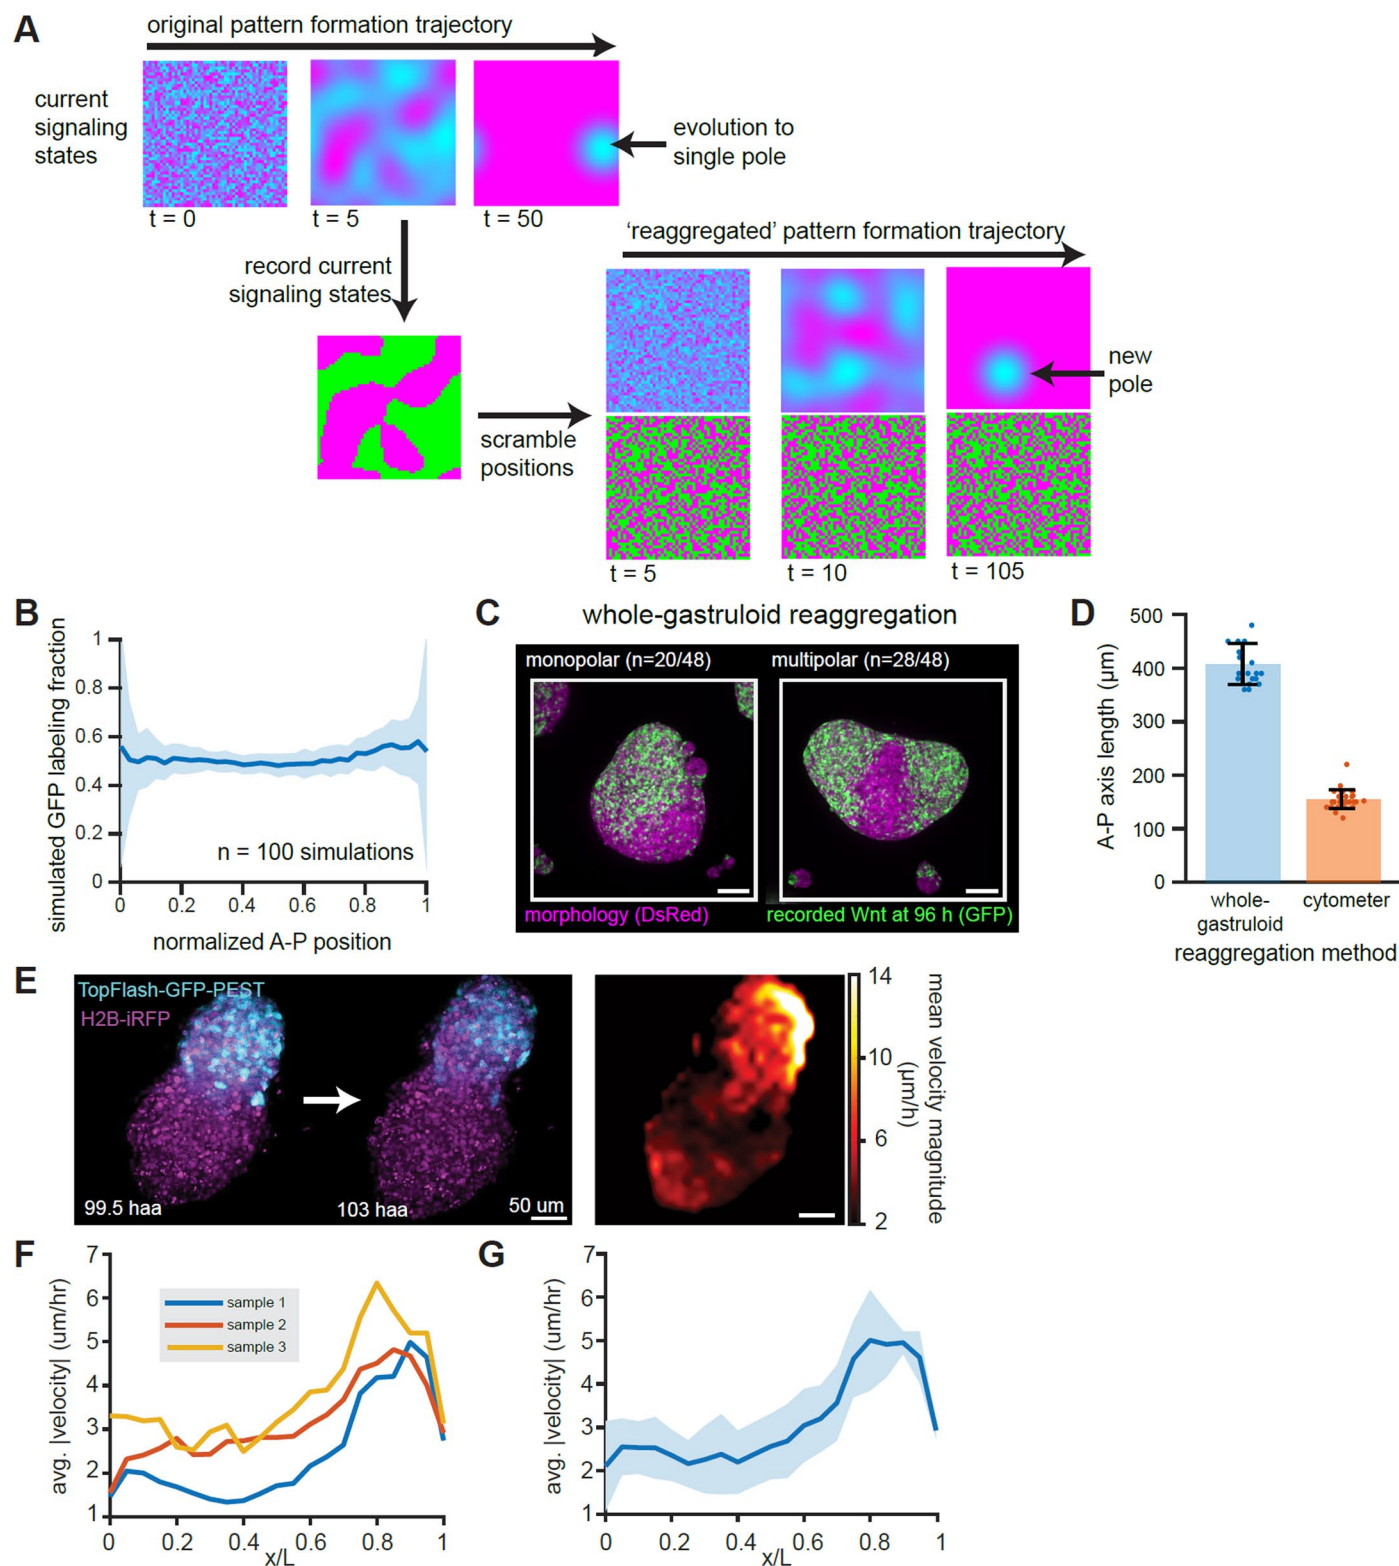 A
original pattern formation trajectory
current
signaling
states
evolution to
single pole
t = 0
t = 5
t = 50
‘reaggregated’ pattern formation trajectory
record current
signaling states
new
pole
scramble
positions
t = 5
t = 10
t = 105
B
simulated GFP labeling fraction
1
0.8
0.6
0.4
0.2
0
n = 100 simulations
0
0.2
0.4
0.6
0.8
1
normalized A-P position
C
whole-gastruloid reaggregation
monopolar (n=20/48)
multipolar (n=28/48)
morphology (DsRed)
recorded Wnt at 96 h (GFP)
D
A-P axis length (µm)
500
400
300
200
100
0
whole-
gastruloid
cytometer
reaggregation method
E
TopFlash-GFP-PEST
H2B-iRFP
99.5 haa
103 haa
50 um
14
10
6
2
mean velocity magnitude
(µm/h)
F
avg. |velocity| (um/hr)
7
6
5
4
3
2
1
sample 1
sample 2
sample 3
0
0.2
0.4
0.6
0.8
1
x/L
G
avg. |velocity| (um/hr)
7
6
5
4
3
2
1
0
0.2
0.4
0.6
0.8
1
x/L